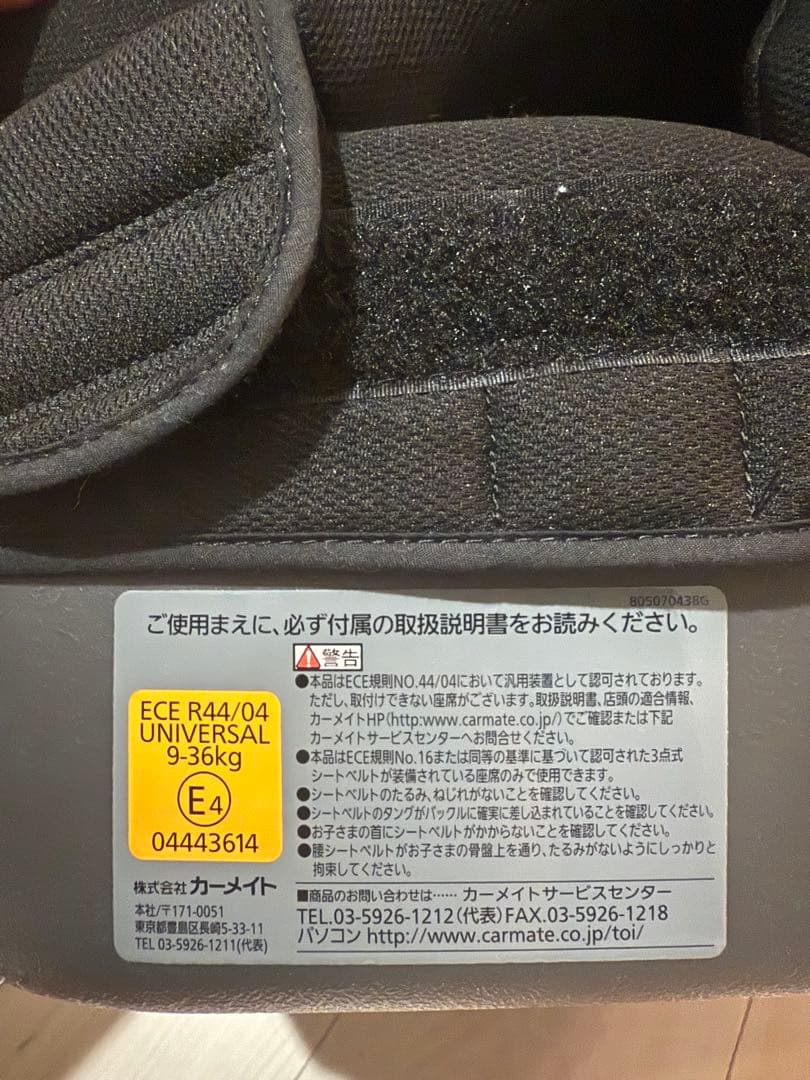 805070438G
ご使用まえに、必ず付属の取扱説明書をお読みください。
警告
●本品はECE規則NO.44/04において汎用装置として認可されております。
ただし、取付けできない座席がございます。取扱説明書、店頭の適合情報、
カーメイトHP(http:www.carmate.co.jp/)でご確認または下記
カーメイトサービスセンターへお問合せください。
●本品はECE規則No.16または同等の基準に基づいて認可された3点式
シートベルトが装備されている座席のみで使用できます。
●シートベルトのたるみ、ねじれがないことを確認してください。
●シートベルトのタングがバックルに確実に差し込まれていることを確認してください。
●お子さまの首にシートベルトがかからないことを確認してください。
●腰シートベルトがお子さまの骨盤上を通り、たるみがないようにしっかりと
拘束してください。
■商品のお問い合わせは…… カーメイトサービスセンター
TEL.03-5926-1212(代表)FAX.03-5926-1218
パソコン http://www.carmate.co.jp/toi/
ECE R44/04
UNIVERSAL
9-36kg
E4
04443614
株式会社 カーメイト
本社/〒171-0051
東京都豊島区長崎5-33-11
TEL 03-5926-1211(代表)